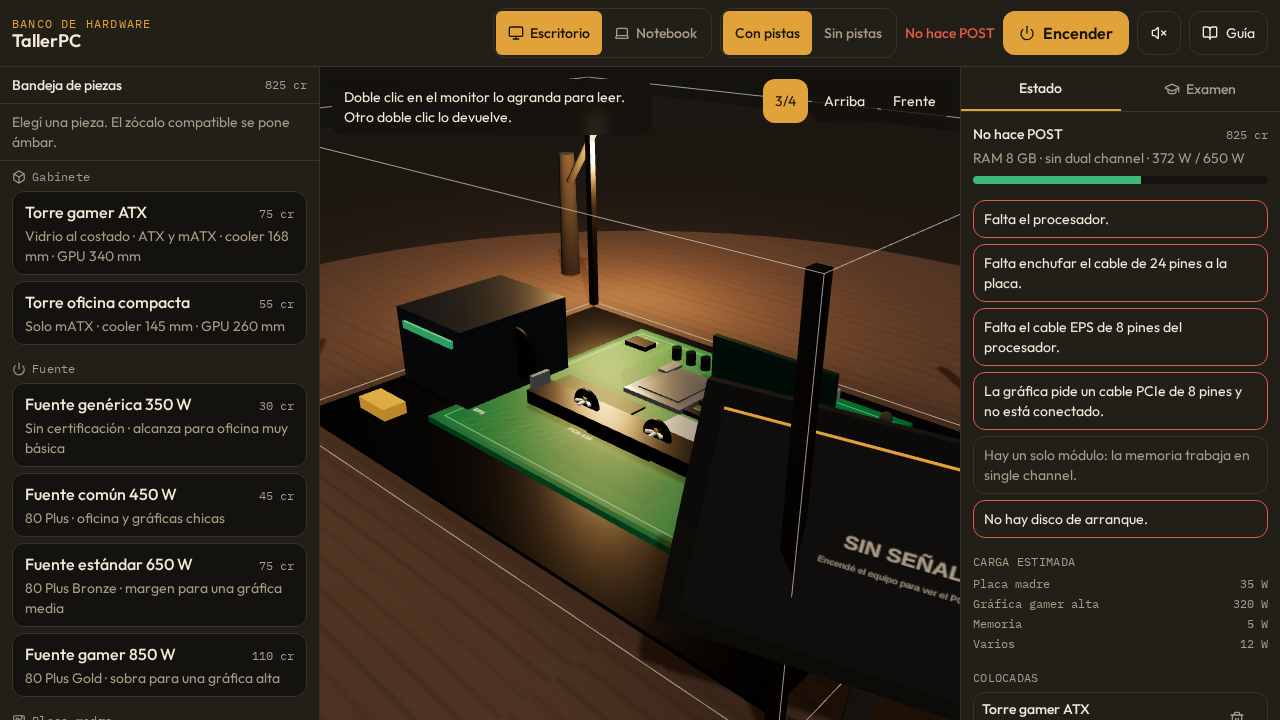 BANCO DE HARDWARE
TallerPC
Escritorio
Notebook
Con pistas
Sin pistas
No hace POST
Encender
Guía
Bandeja de piezas
825 cr
Elegí una pieza. El zócalo compatible se pone
ámbar.
Gabinete
Torre gamer ATX
75 cr
Vidrio al costado · ATX y mATX · cooler 168
mm · GPU 340 mm
Torre oficina compacta
55 cr
Solo mATX · cooler 145 mm · GPU 260 mm
Fuente
Fuente genérica 350 W
30 cr
Sin certificación · alcanza para oficina muy
básica
Fuente común 450 W
45 cr
80 Plus · oficina y gráficas chicas
Fuente estándar 650 W
75 cr
80 Plus Bronze · margen para una gráfica
media
Fuente gamer 850 W
110 cr
80 Plus Gold · sobra para una gráfica alta
Doble clic en el monitor lo agranda para leer.
Otro doble clic lo devuelve.
3/4
Arriba
Frente
SIN SEÑAL
Encendé el equipo para ver el
Estado
Examen
No hace POST
825 cr
RAM 8 GB · sin dual channel · 372 W / 650 W
Falta el procesador.
Falta enchufar el cable de 24 pines a la
placa.
Falta el cable EPS de 8 pines del
procesador.
La gráfica pide un cable PCIe de 8 pines y
no está conectado.
Hay un solo módulo: la memoria trabaja en
single channel.
No hay disco de arranque.
CARGA ESTIMADA
Placa madre
35 W
Gráfica gamer alta
320 W
Memoria
5 W
Varios
12 W
COLOCADAS
Torre gamer ATX